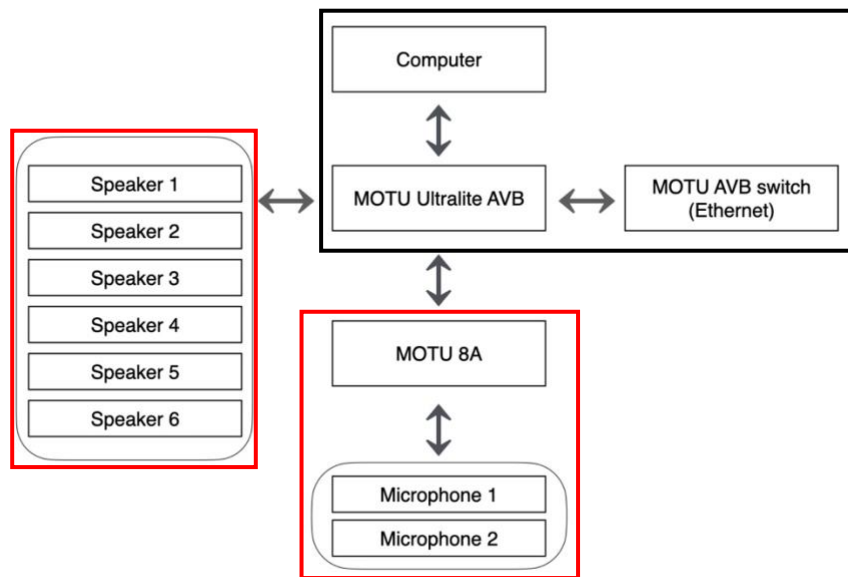 Computer
MOTU Ultralite AVB
MOTU AVB switch
(Ethernet)
Speaker 1
Speaker 2
Speaker 3
Speaker 4
Speaker 5
Speaker 6
MOTU 8A
Microphone 1
Microphone 2